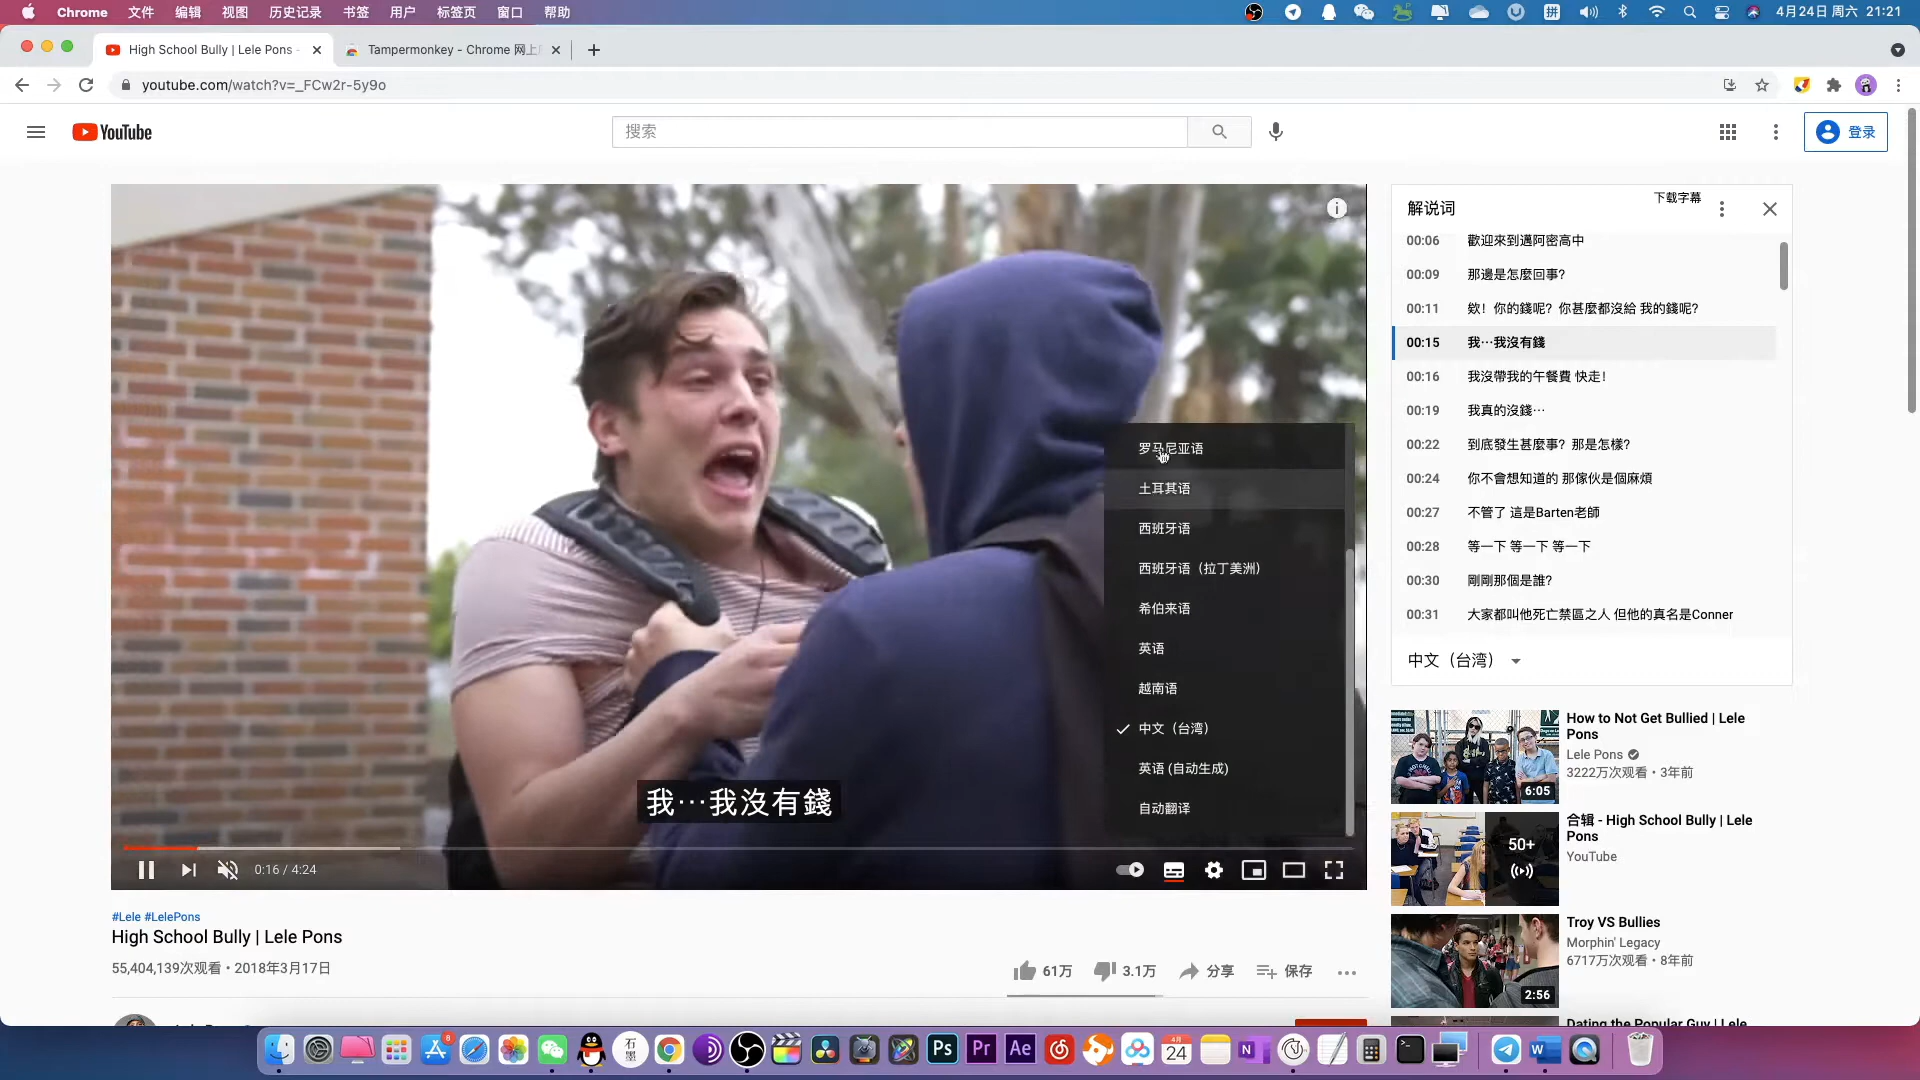 Chrome 文件 编辑 视图 历史记录 书签 用户 标签页 窗口 帮助 拼 4月24日 周六 21:21
High School Bully | Lele Pons - Tampermonkey - Chrome 网上
youtube.com/watch?v=_FCw2r-5y9o
YouTube 搜索 登录
解说词 下载字幕
00:06 歡迎來到邁阿密高中
00:09 那邊是怎麼回事?
00:11 欸! 你的錢呢? 你甚麼都沒給 我的錢呢?
00:15 我…我沒有錢
00:16 我沒帶我的午餐費 快走!
00:19 我真的沒錢…
00:22 到底發生甚麼事? 那是怎樣?
00:24 你不會想知道的 那傢伙是個麻煩
00:27 不管了 這是Barten老師
00:28 等一下 等一下 等一下
00:30 剛剛那個是誰?
00:31 大家都叫他死亡禁區之人 但他的真名是Conner
中文（台湾）
罗马尼亚语
土耳其语
西班牙语
西班牙语（拉丁美洲）
希伯来语
英语
越南语
中文（台湾）
英语 (自动生成)
自动翻译
我…我沒有錢
0:16 / 4:24
#Lele #LelePons
High School Bully | Lele Pons
55,404,139次观看・2018年3月17日
61万 3.1万 分享 保存
How to Not Get Bullied | Lele
Pons
Lele Pons
3222万次观看・3年前
6:05
合辑 - High School Bully | Lele
Pons
YouTube
50+
Troy VS Bullies
Morphin' Legacy
6717万次观看・8年前
2:56
Dating the Popular Guy | Lele
6
石
墨
Ps Pr Ae
4月
24
N
W